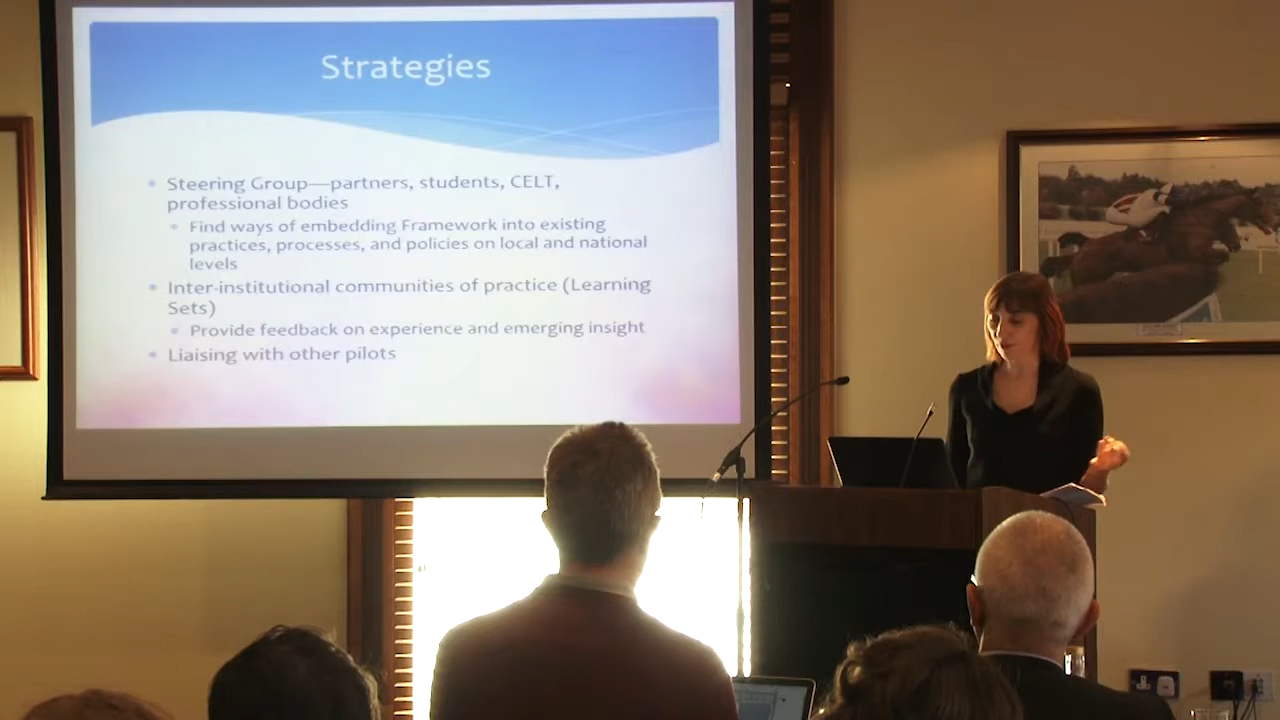 Strategies
Steering Group—partners, students, CELT,
professional bodies
Find ways of embedding Framework into existing
practices, processes, and policies on local and national
levels
Inter-institutional communities of practice (Learning
Sets)
Provide feedback on experience and emerging insight
Liaising with other pilots